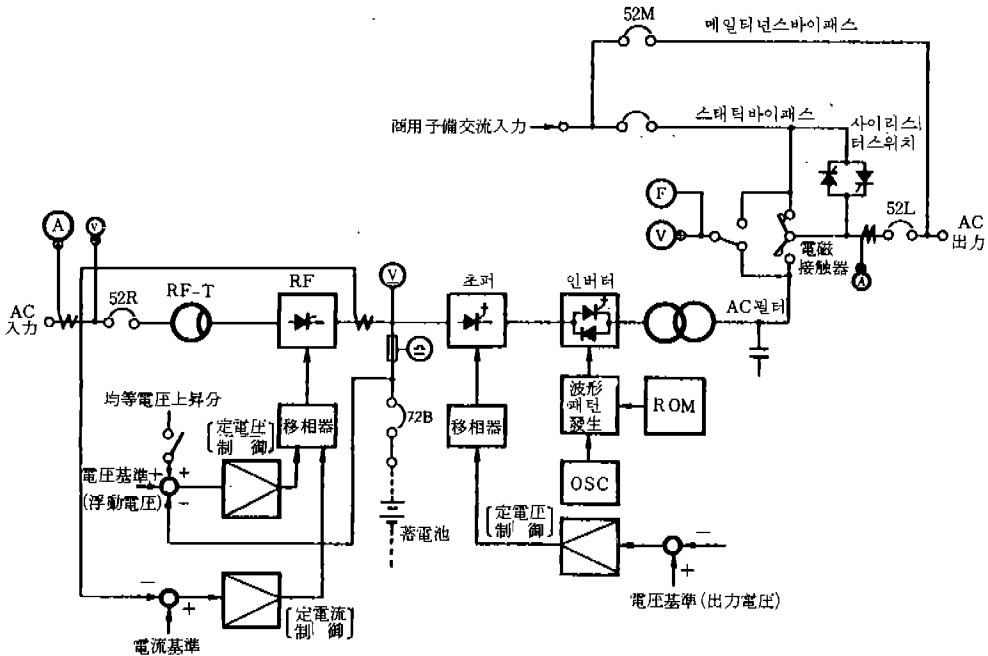 52M
메일티넌스바이패스
商用予備交流入力
스태틱바이패스
사이리스
터스위치
F
V
52L
AC
出力
電磁
接触器
A
A
V
AC
入力
52R
RF-T
RF
V
초퍼
인버터
AC필터
均等電圧上昇分
定電圧
制御
移相器
72B
移相器
波形
패턴
發生
ROM
OSC
電圧基準
(浮動電圧)
+
+
−
蓄電池
定電圧
制御
−
−
+
電圧基準(出力電圧)
−
+
電流基準
定電流
制御